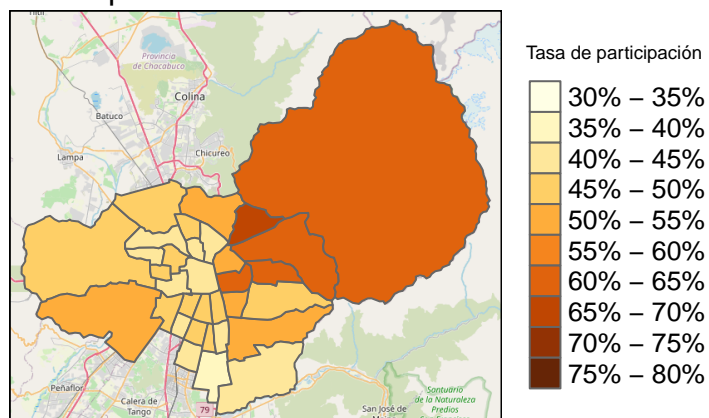 Provincia
de Chacabuco
Colina
Batuco
Chicureo
Lampa
Peñaflor
Calera de
Tango
79
San José de
Santuario
de la Naturaleza
Predios
Tasa de participación
30% – 35%
35% – 40%
40% – 45%
45% – 50%
50% – 55%
55% – 60%
60% – 65%
65% – 70%
70% – 75%
75% – 80%